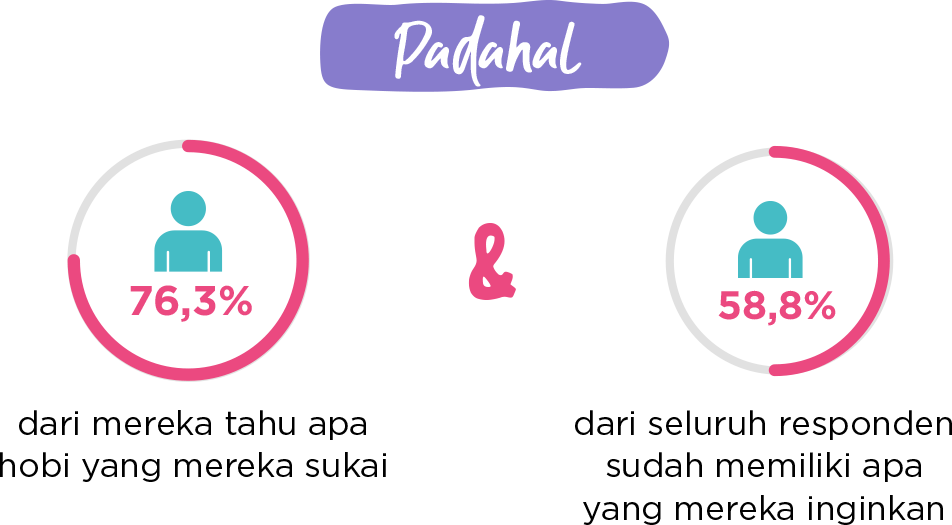 Padahal
76,3%
dari mereka tahu apa
hobi yang mereka sukai
&
58,8%
dari seluruh responden
sudah memiliki apa
yang mereka inginkan